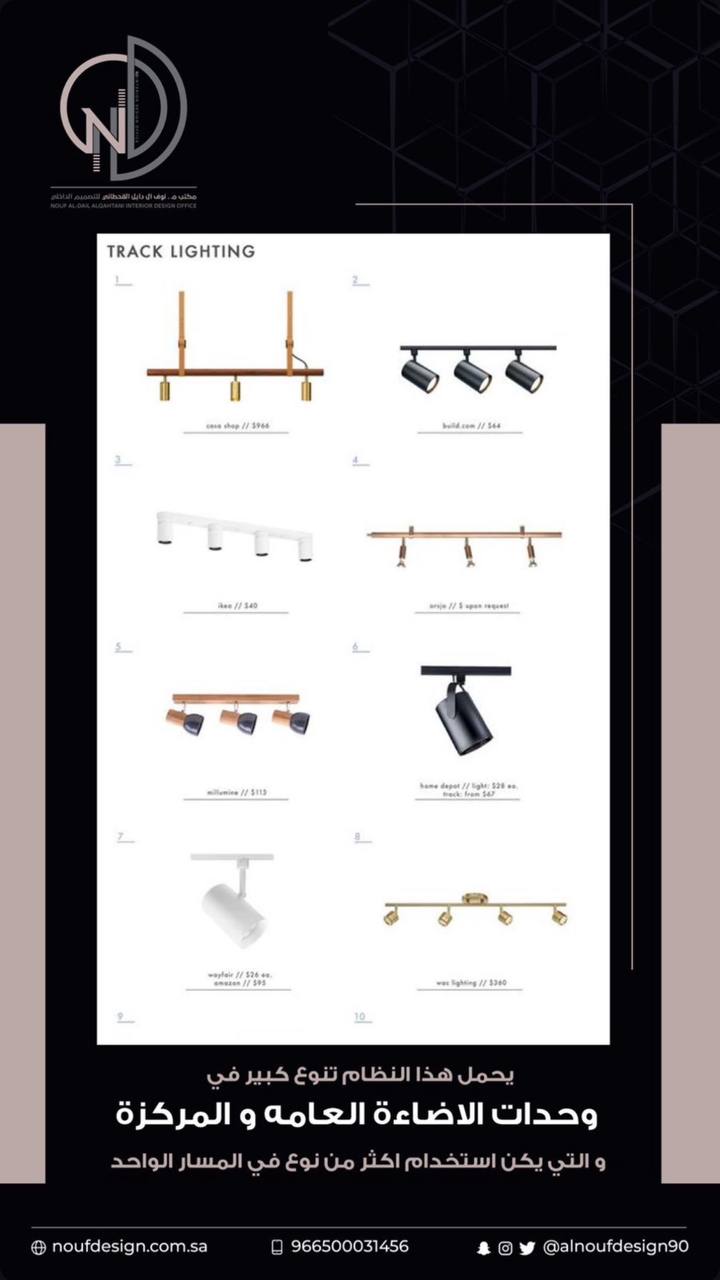 ND
مكتب م. نوف ال دايل القحطاني للتصميم الداخلي
NOUF AL-DAIL ALQAHTANI INTERIOR DESIGN OFFICE
TRACK LIGHTING
1
2
casa shop // $966
build.com // $64
3
4
ikea // $40
orsjo // $ upon request
5
6
millumine // $113
home depot // light: $28 ea.
track: from $67
7
8
wayfair // $26 ea.
amazon // $95
wac lighting // $360
9
10
يحمل هذا النظام تنوع كبير في
وحدات الاضاءة العامه و المركزة
و التي يكن استخدام اكثر من نوع في المسار الواحد
noufdesign.com.sa
966500031456
@alnoufdesign90